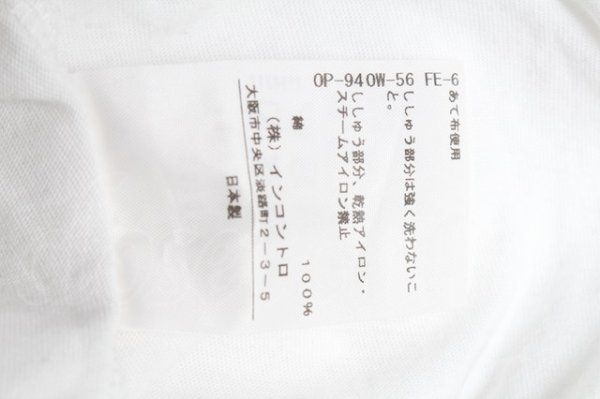 OP-940W-56 FE-6
あて布使用
ししゅう部分は強く洗わないこ
と。
ししゅう部分、乾熱アイロン・
スチームアイロン禁止
綿 100%
(株)インコントロ
大阪市中央区淡路町2-3-5
日本製